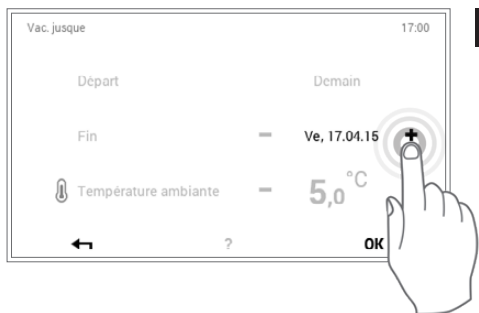 Vac. jusque 17:00
Départ Demain
Fin − Ve, 17.04.15 +
Température ambiante − 5,0 °C
? OK